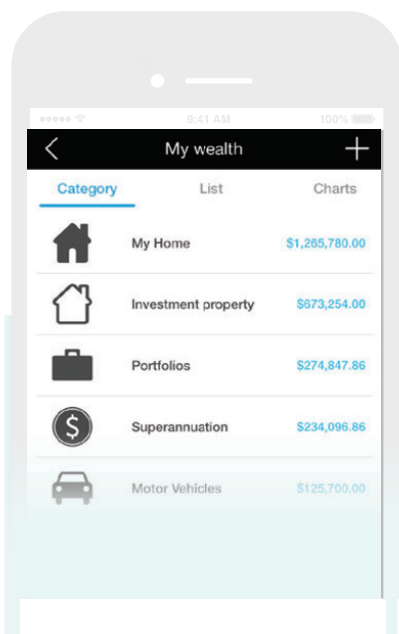 9:41 AM 100%
My wealth
Category List Charts
My Home $1,265,780.00
Investment property $673,254.00
Portfolios $274,847.86
$
Superannuation $234,096.86
Motor Vehicles $125,700.00